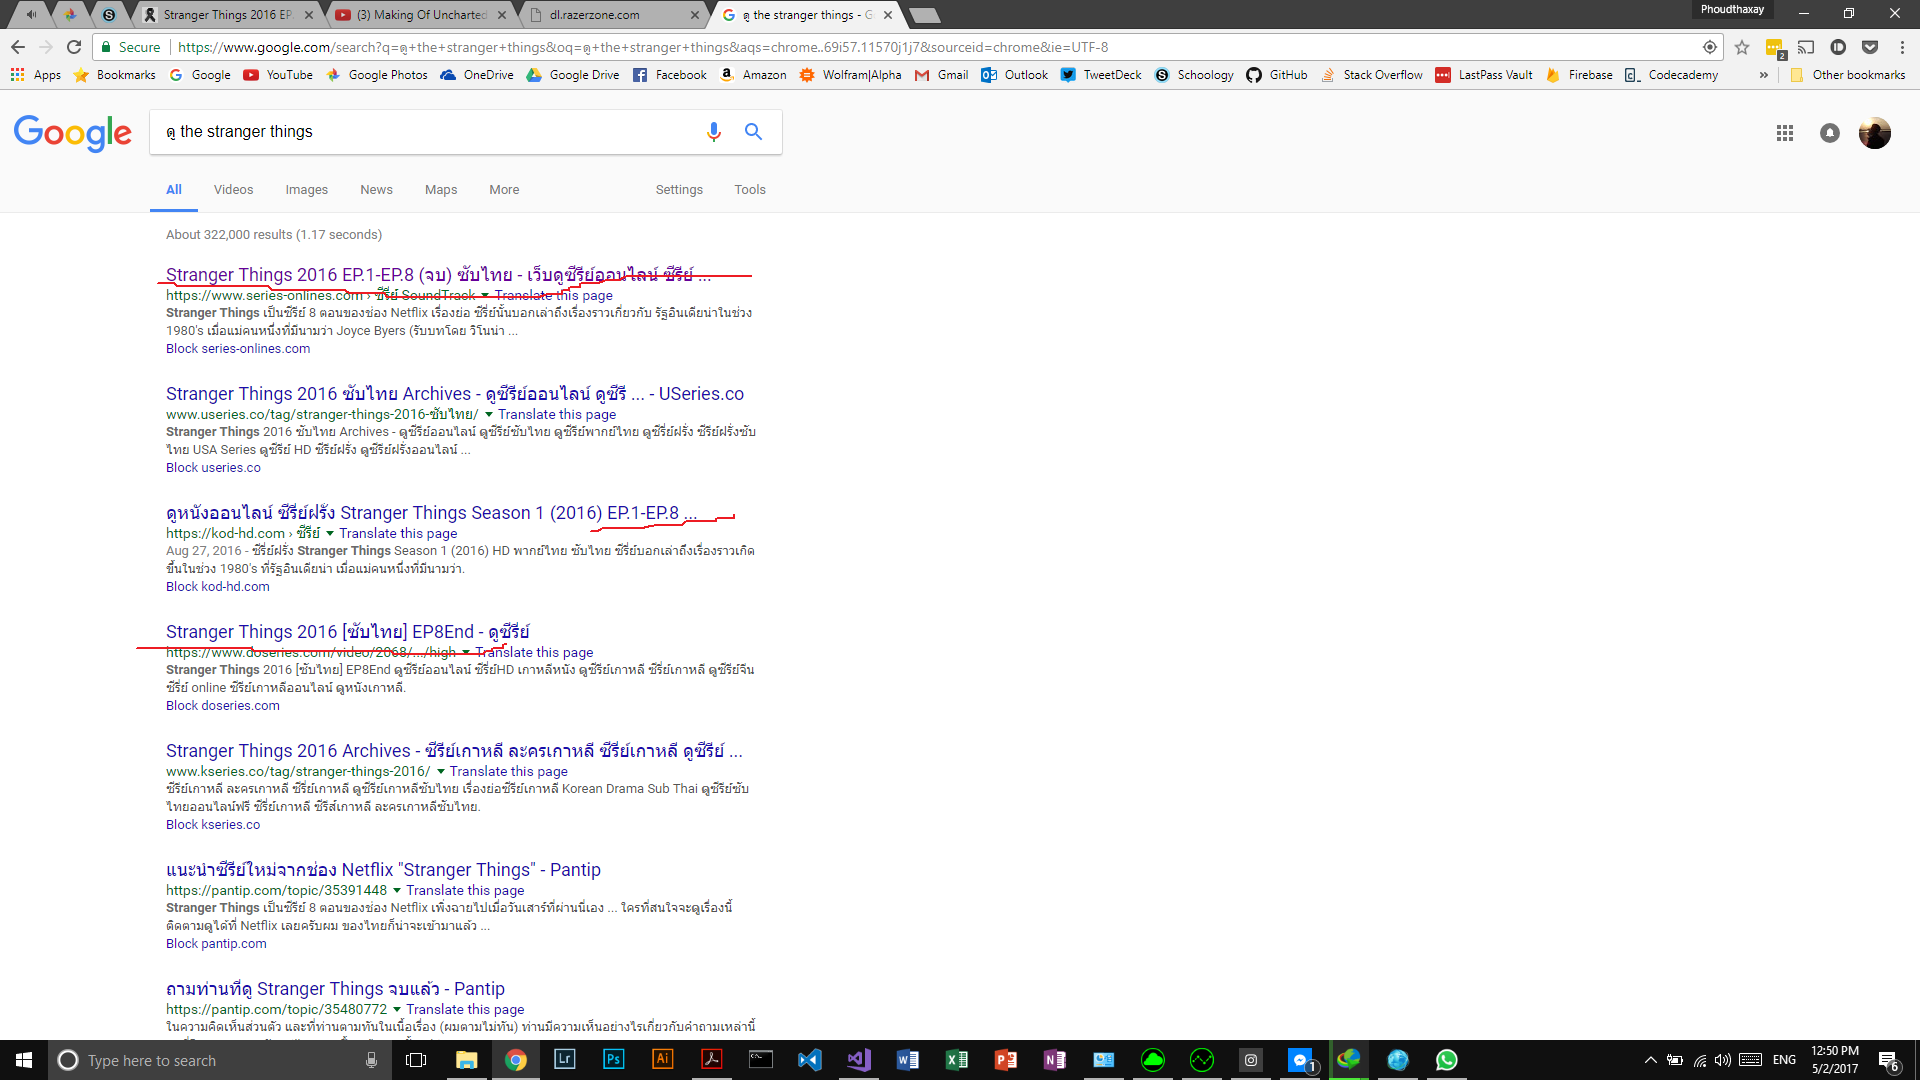 Stranger Things 2016 EP
(3) Making Of Uncharted
dl.razerzone.com
ดู the stranger things - G
Phoudthaxay
Secure
https://www.google.com/search?q=ดู+the+stranger+things&oq=ดู+the+stranger+things&aqs=chrome..69i57.11570j1j7&sourceid=chrome&ie=UTF-8
2
Apps Bookmarks Google YouTube Google Photos OneDrive Google Drive Facebook Amazon Wolfram|Alpha Gmail Outlook TweetDeck Schoology GitHub Stack Overflow LastPass Vault Firebase Codecademy » Other bookmarks
Google
ดู the stranger things
All Videos Images News Maps More Settings Tools
About 322,000 results (1.17 seconds)
Stranger Things 2016 EP.1-EP.8 (จบ) ซับไทย - เว็บดูซีรีย์ออนไลน์ ซีรีย์ ...
https://www.series-onlines.com › ซีรีย์ SoundTrack Translate this page
Stranger Things เป็นซีรีย์ 8 ตอนของช่อง Netflix เรื่องย่อ ซีรีย์นั้นบอกเล่าถึงเรื่องราวเกี่ยวกับ รัฐอินเดียน่าในช่วง
1980's เมื่อแม่คนหนึ่งที่มีนามว่า Joyce Byers (รับบทโดย วิโนน่า ...
Block series-onlines.com
Stranger Things 2016 ซับไทย Archives - ดูซีรีย์ออนไลน์ ดูซีรี ... - USeries.co
www.useries.co/tag/stranger-things-2016-ซับไทย/ Translate this page
Stranger Things 2016 ซับไทย Archives - ดูซีรีย์ออนไลน์ ดูซีรีย์ซับไทย ดูซีรีย์พากย์ไทย ดูซีรี่ย์ฝรั่ง ซีรีย์ฝรั่งซับ
ไทย USA Series ดูซีรีย์ HD ซีรีย์ฝรั่ง ดูซีรีย์ฝรั่งออนไลน์ ...
Block useries.co
ดูหนังออนไลน์ ซีรีย์ฝรั่ง Stranger Things Season 1 (2016) EP.1-EP.8 ...
https://kod-hd.com › ซีรีย์ Translate this page
Aug 27, 2016 - ซีรี่ย์ฝรั่ง Stranger Things Season 1 (2016) HD พากย์ไทย ซับไทย ซีรี่ย์บอกเล่าถึงเรื่องราวเกิด
ขึ้นในช่วง 1980's ที่รัฐอินเดียน่า เมื่อแม่คนหนึ่งที่มีนามว่า.
Block kod-hd.com
Stranger Things 2016 [ซับไทย] EP8End - ดูซีรีย์
https://www.doseries.com/video/2068/.../high Translate this page
Stranger Things 2016 [ซับไทย] EP8End ดูซีรีย์ออนไลน์ ซีรี่ย์HD เกาหลีหนัง ดูซีรีย์เกาหลี ซีรี่ย์เกาหลี ดูซีรีย์จีน
ซีรี่ย์ online ซีรีย์เกาหลีออนไลน์ ดูหนังเกาหลี.
Block doseries.com
Stranger Things 2016 Archives - ซีรีย์เกาหลี ละครเกาหลี ซีรี่ย์เกาหลี ดูซีรีย์ ...
www.kseries.co/tag/stranger-things-2016/ Translate this page
ซีรีย์เกาหลี ละครเกาหลี ซีรี่ย์เกาหลี ดูซีรีย์เกาหลีซับไทย เรื่องย่อซีรีย์เกาหลี Korean Drama Sub Thai ดูซีรีย์ซับ
ไทยออนไลน์ฟรี ซีรี่ย์เกาหลี ซีรีส์เกาหลี ละครเกาหลีซับไทย.
Block kseries.co
แนะนำซีรีย์ใหม่จากช่อง Netflix "Stranger Things" - Pantip
https://pantip.com/topic/35391448 Translate this page
Stranger Things เป็นซีรีย์ 8 ตอนของช่อง Netflix เพิ่งฉายไปเมื่อวันเสาร์ที่ผ่านนี่เอง ... ใครที่สนใจจะดูเรื่องนี้
ติดตามดูได้ที่ Netflix เลยครับผม ของไทยก็น่าจะเข้ามาแล้ว ...
Block pantip.com
ถามท่านที่ดู Stranger Things จบแล้ว - Pantip
https://pantip.com/topic/35480772 Translate this page
ในความคิดเห็นส่วนตัว และที่ท่านตามทันในเนื้อเรื่อง (ผมตามไม่ทัน) ท่านมีความเห็นอย่างไรเกี่ยวกับคำถามเหล่านี้
Type here to search
Lr Ps Ai
1
ENG
12:50 PM
5/2/2017
6